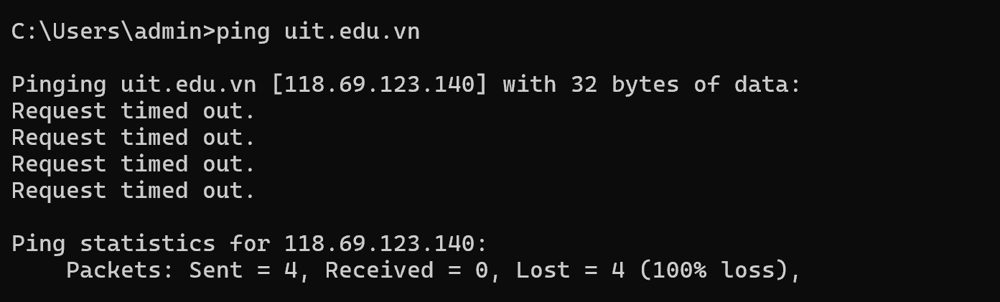 C:\Users\admin>ping uit.edu.vn
Pinging uit.edu.vn [118.69.123.140] with 32 bytes of data:
Request timed out.
Request timed out.
Request timed out.
Request timed out.
Ping statistics for 118.69.123.140:
    Packets: Sent = 4, Received = 0, Lost = 4 (100% loss),